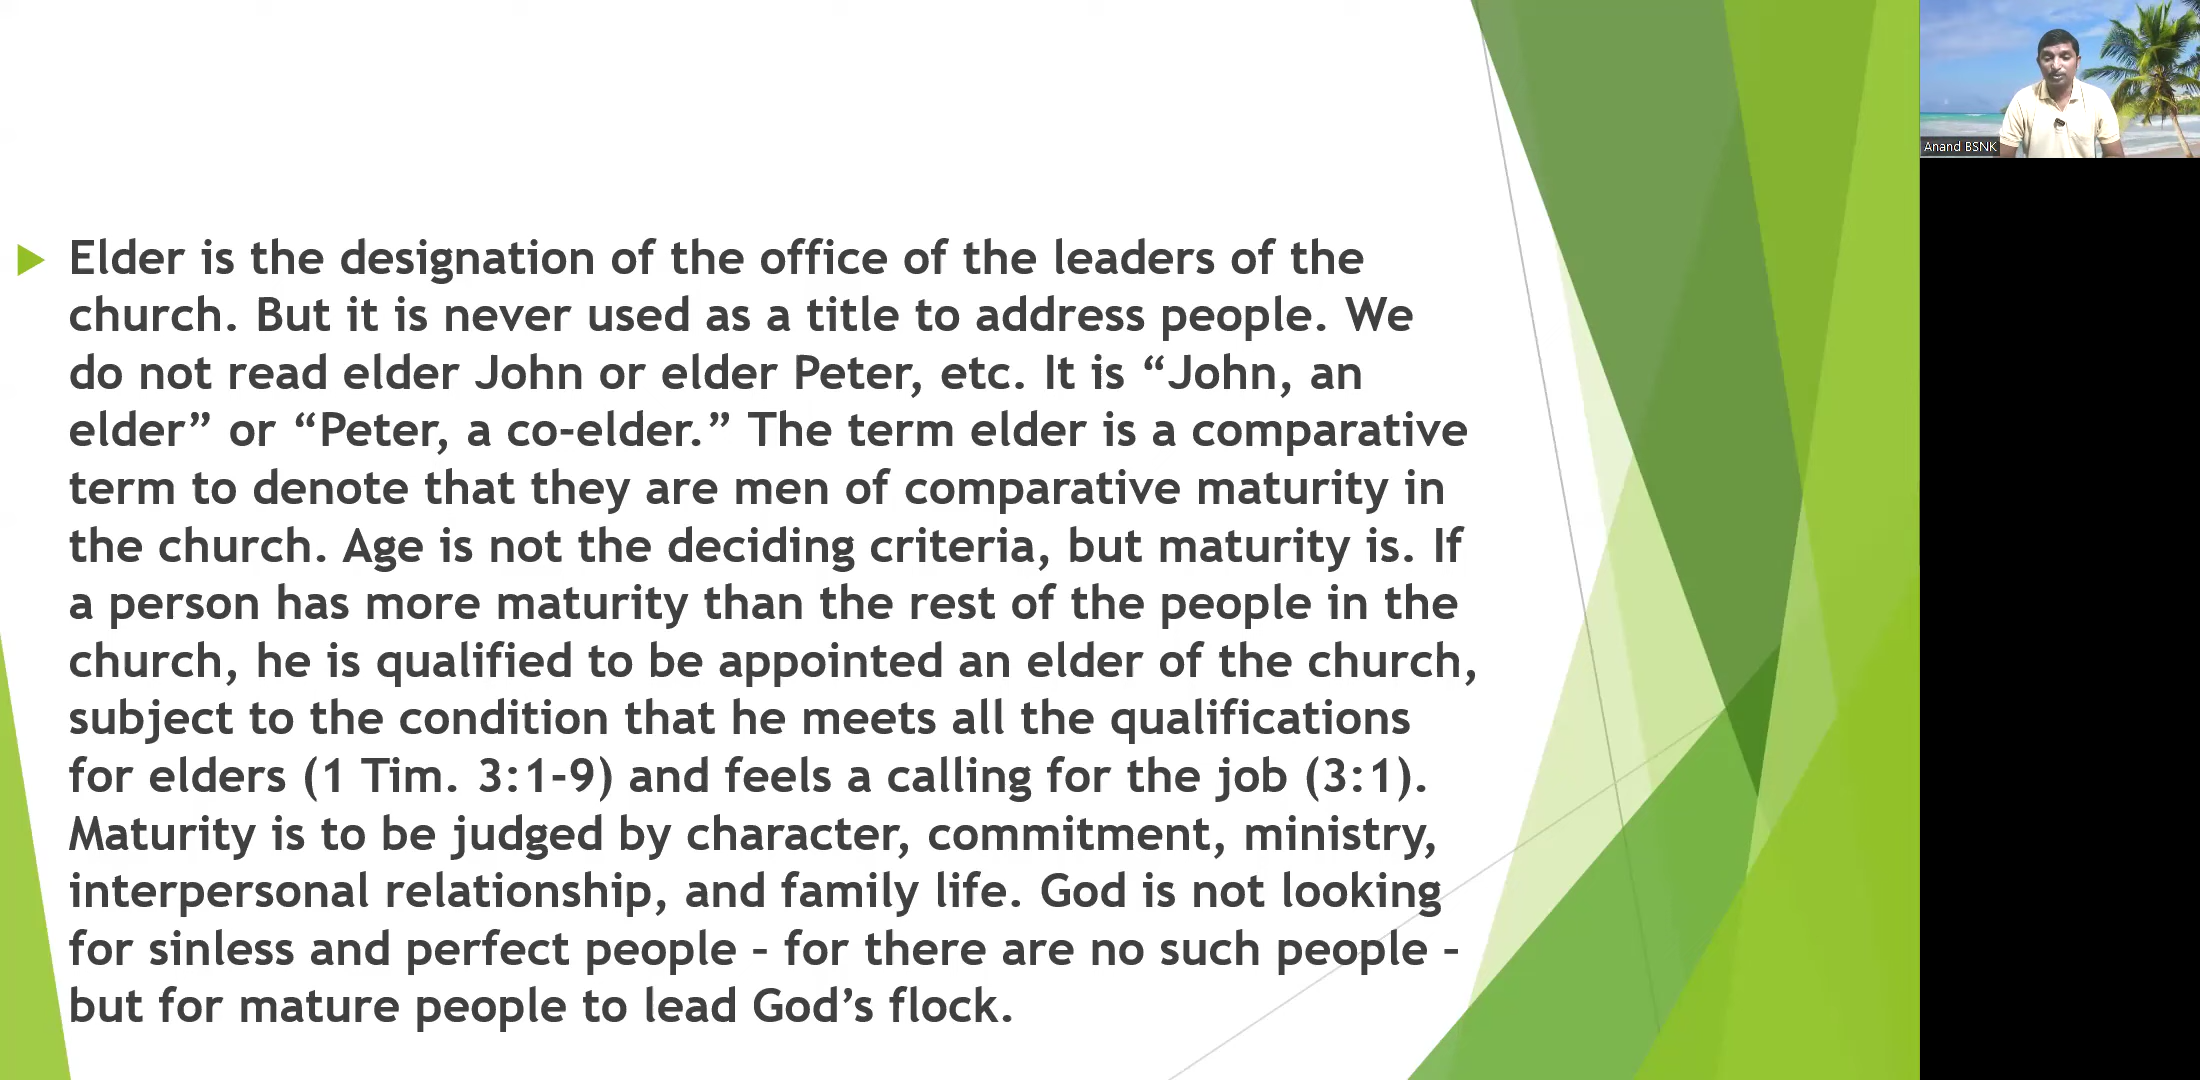 Elder is the designation of the office of the leaders of the
church. But it is never used as a title to address people. We
do not read elder John or elder Peter, etc. It is “John, an
elder” or “Peter, a co-elder.” The term elder is a comparative
term to denote that they are men of comparative maturity in
the church. Age is not the deciding criteria, but maturity is. If
a person has more maturity than the rest of the people in the
church, he is qualified to be appointed an elder of the church,
subject to the condition that he meets all the qualifications
for elders (1 Tim. 3:1-9) and feels a calling for the job (3:1).
Maturity is to be judged by character, commitment, ministry,
interpersonal relationship, and family life. God is not looking
for sinless and perfect people – for there are no such people –
but for mature people to lead God’s flock.
Anand BSNK